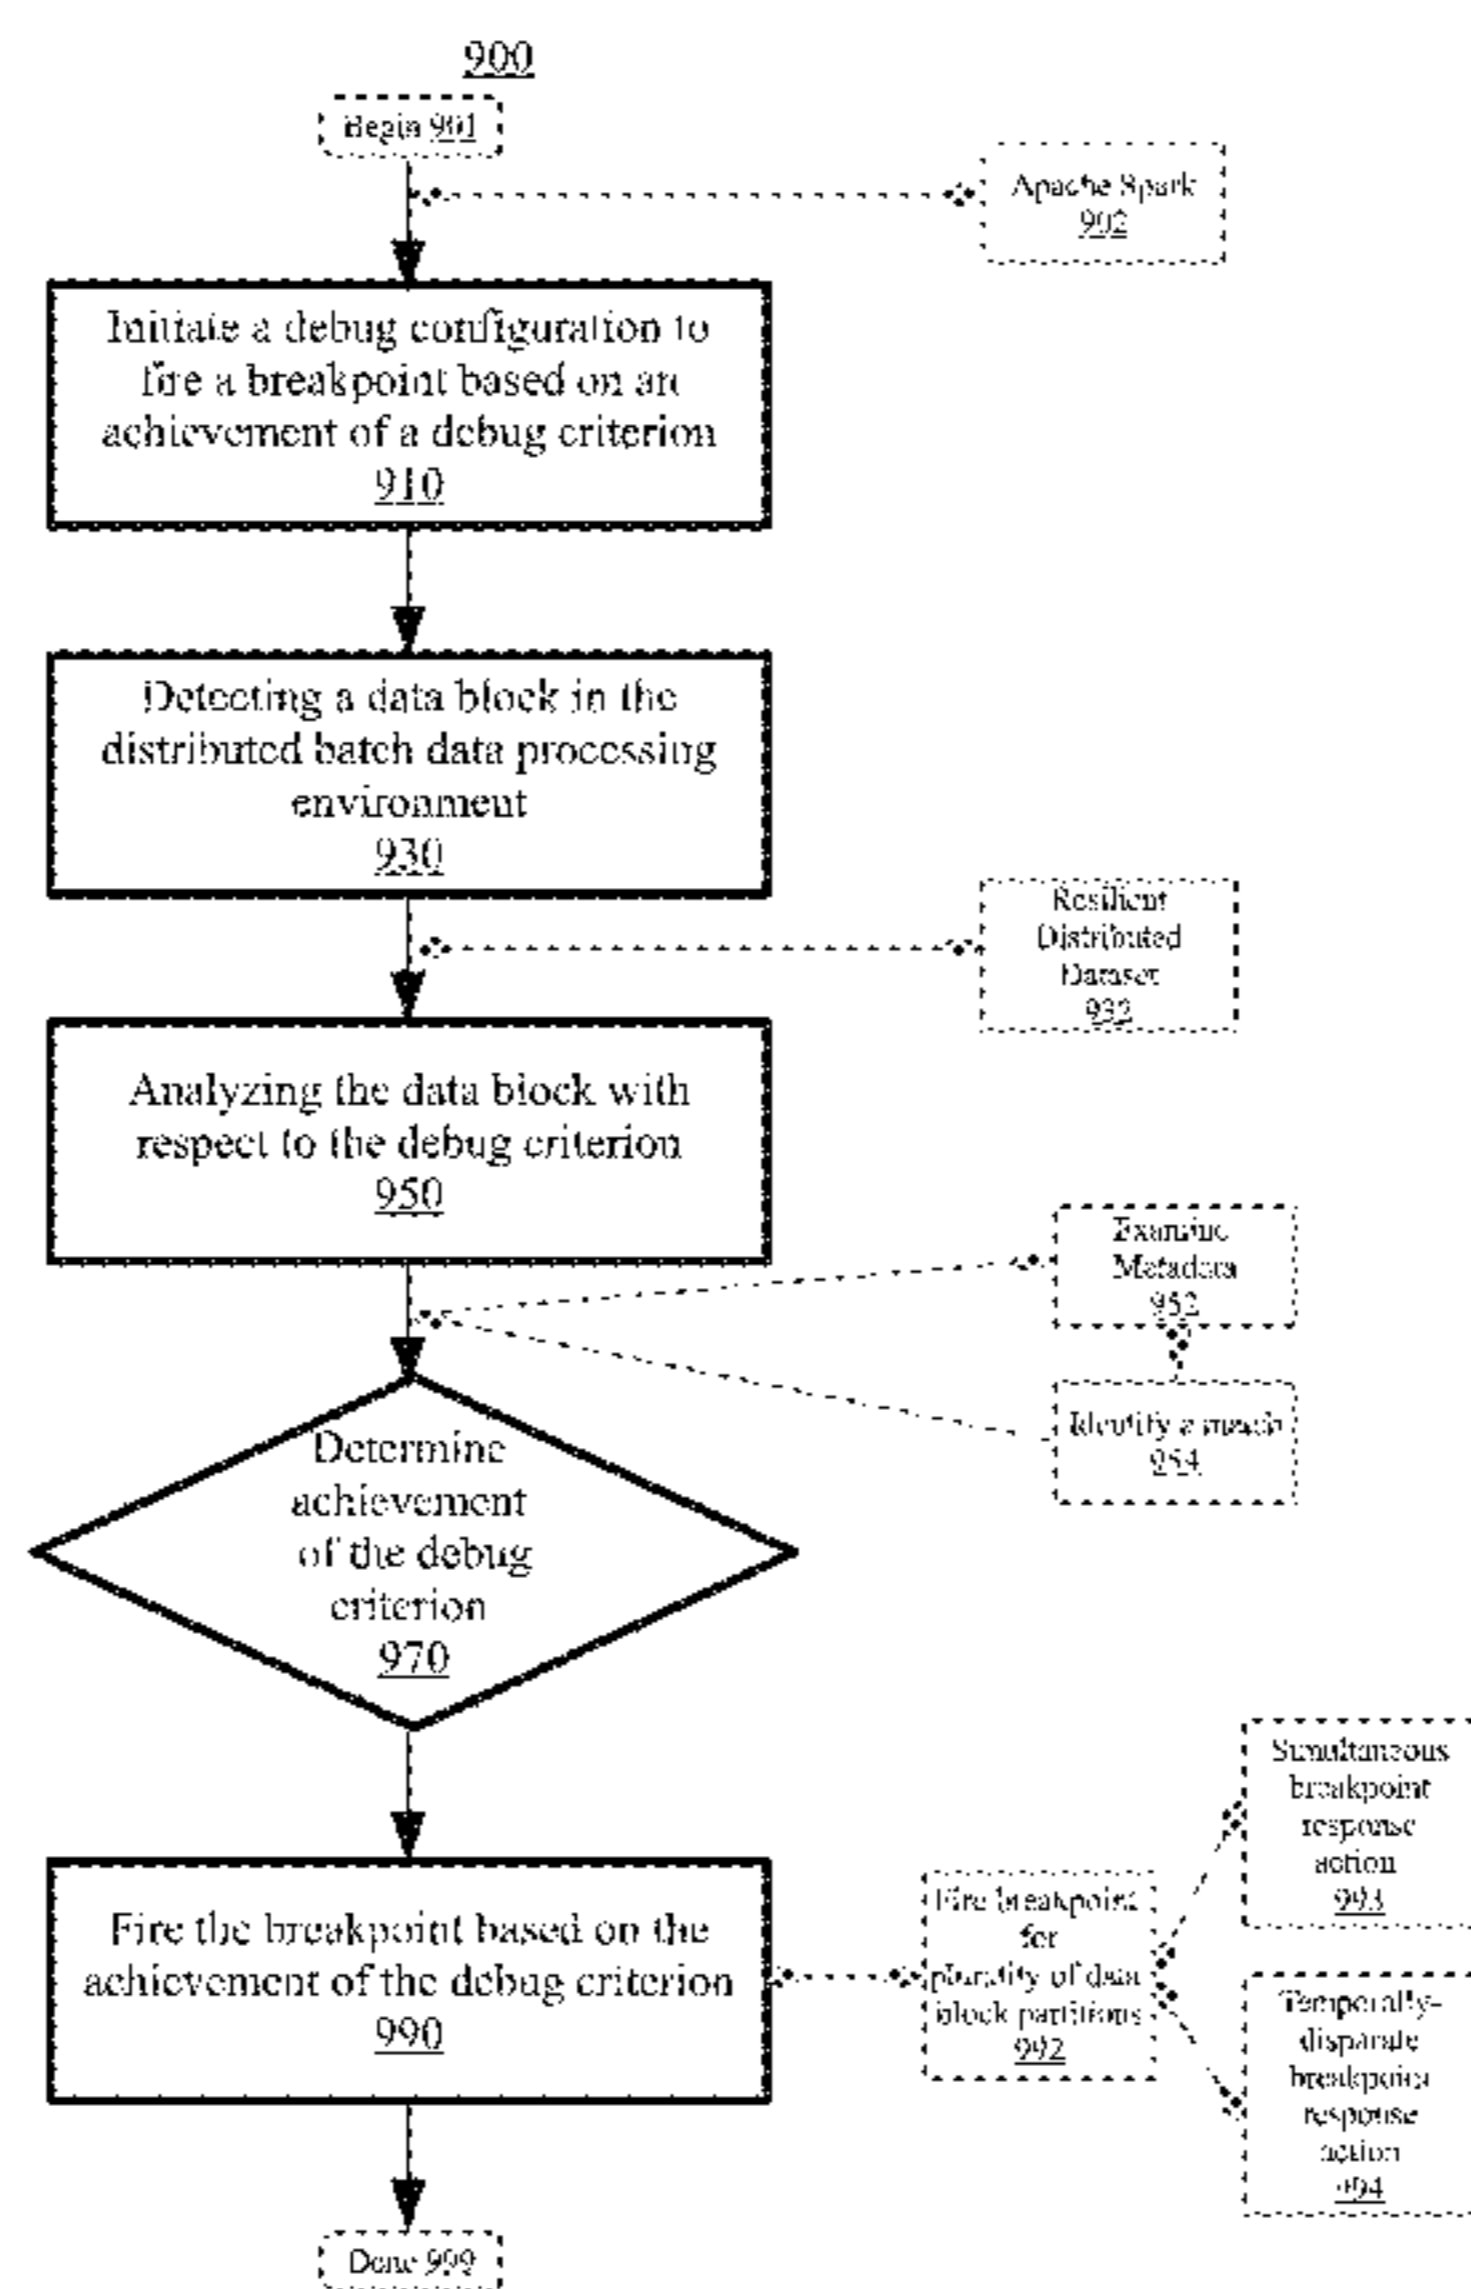 900
Begin 901
Apache Spark
902
Initiate a debug configuration to
fire a breakpoint based on an
achievement of a debug criterion
910
Detecting a data block in the
distributed batch data processing
environment
930
Resilient
Distributed
Dataset
932
Analyzing the data block with
respect to the debug criterion
950
Examine
Metadata
952
Identify a match
954
Determine
achievement
of the debug
criterion
970
Fire the breakpoint based on the
achievement of the debug criterion
990
Fire breakpoint
for
plurality of data
block partitions
992
Simultaneous
breakpoint
response
action
993
Temporally-
disparate
breakpoint
response
action
994
Done 999